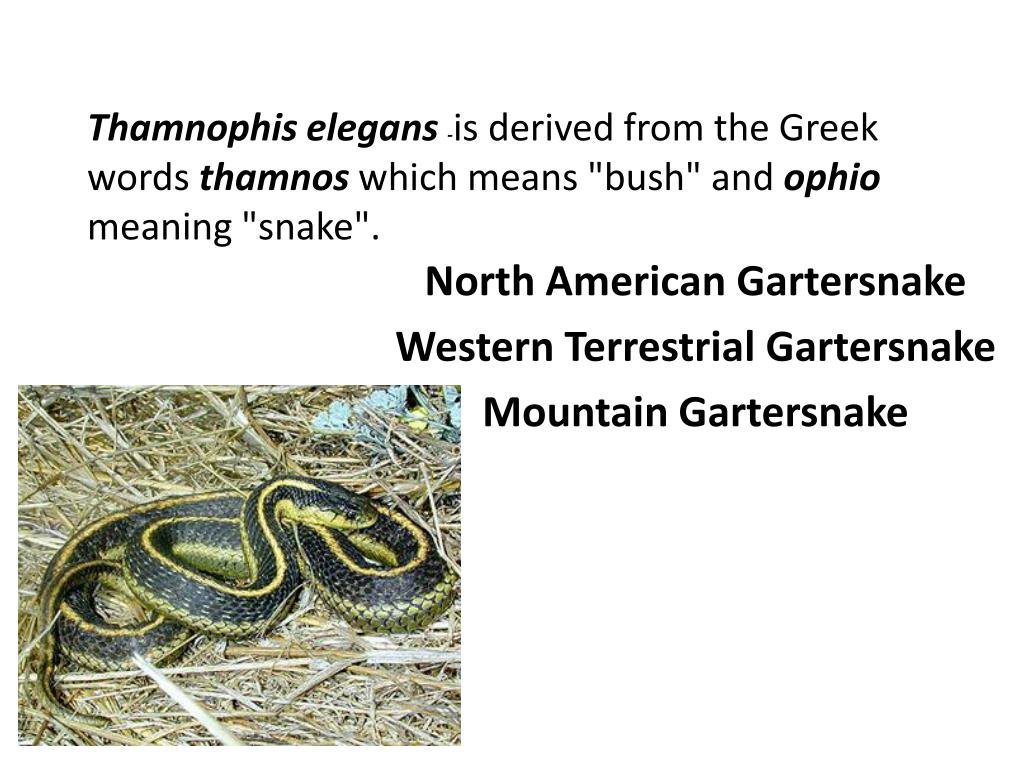 Thamnophis elegans -is derived from the Greek
words thamnos which means "bush" and ophio
meaning "snake".
North American Gartersnake
Western Terrestrial Gartersnake
Mountain Gartersnake